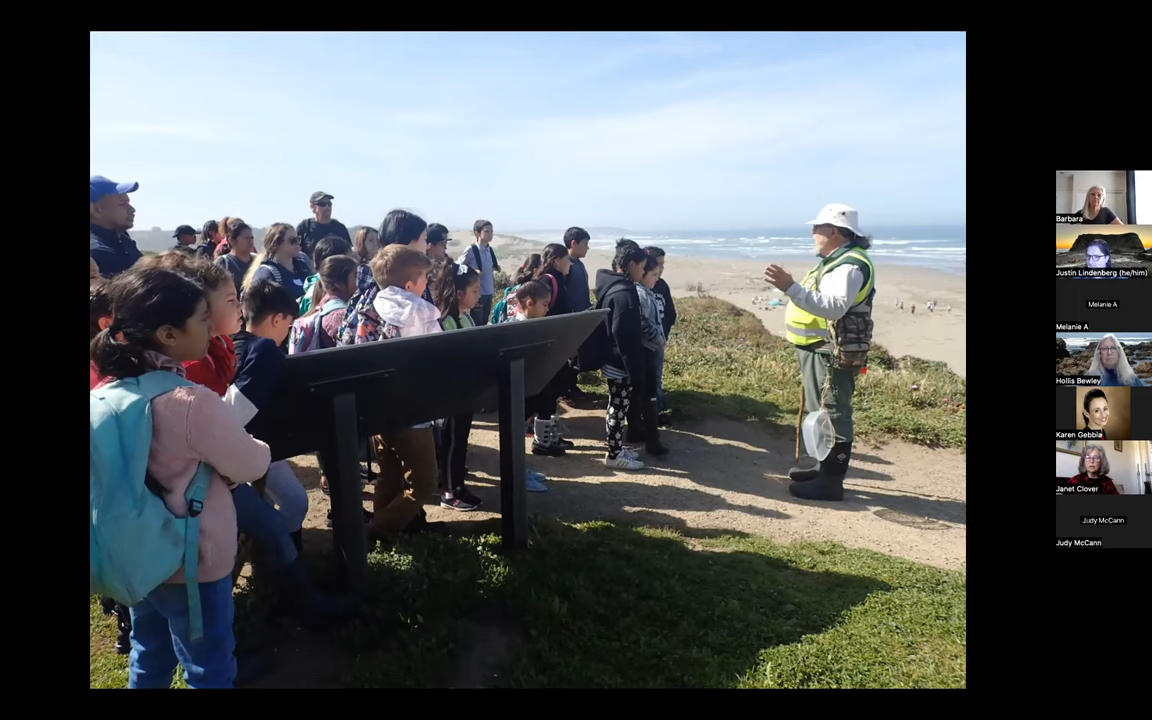 Barbara
Justin Lindenberg (he/him)
Melanie A
Melanie A
Hollis Bewley
Karen Gebbia
Janet Clover
Judy McCann
Judy McCann